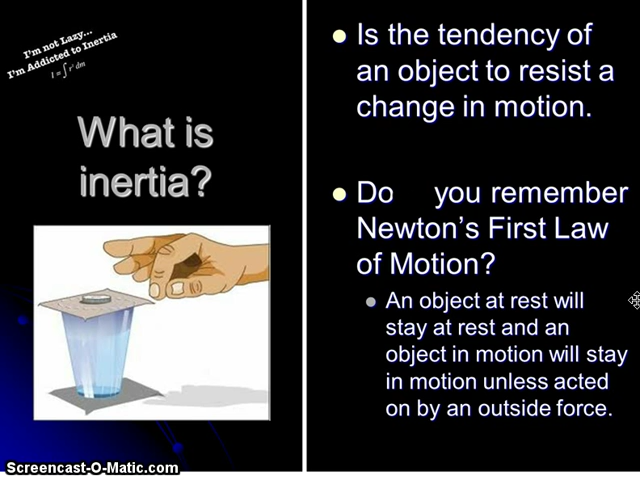 I'm not Lazy...
I'm Addicted to Inertia
I = ∫ r² dm
What is
inertia?
Is the tendency of
an object to resist a
change in motion.
Do you remember
Newton's First Law
of Motion?
An object at rest will
stay at rest and an
object in motion will stay
in motion unless acted
on by an outside force.
Screencast-O-Matic.com